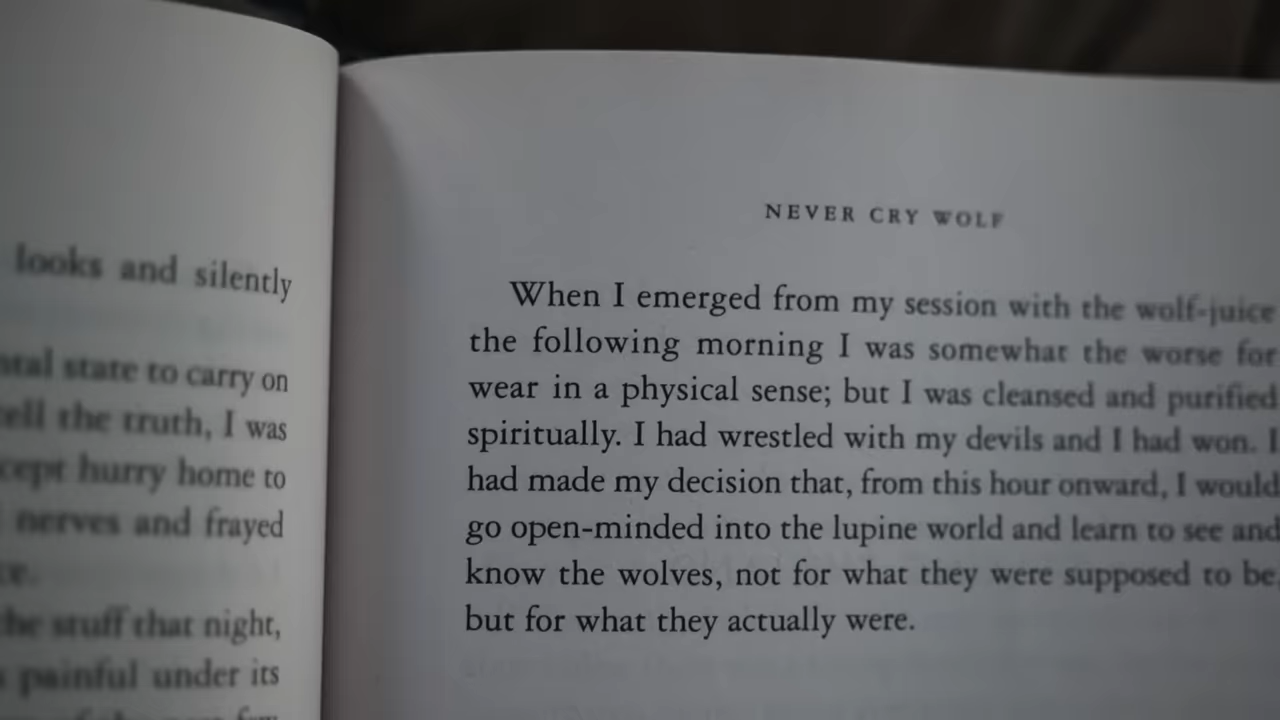 looks and silently
state to carry on
tell the truth, I was
hurry home to
nerves and frayed
the stuff that night,
painful under its
NEVER CRY WOLF
When I emerged from my session with the wolf-juice
the following morning I was somewhat the worse for
wear in a physical sense; but I was cleansed and purified
spiritually. I had wrestled with my devils and I had won. I
had made my decision that, from this hour onward, I would
go open-minded into the lupine world and learn to see and
know the wolves, not for what they were supposed to be,
but for what they actually were.